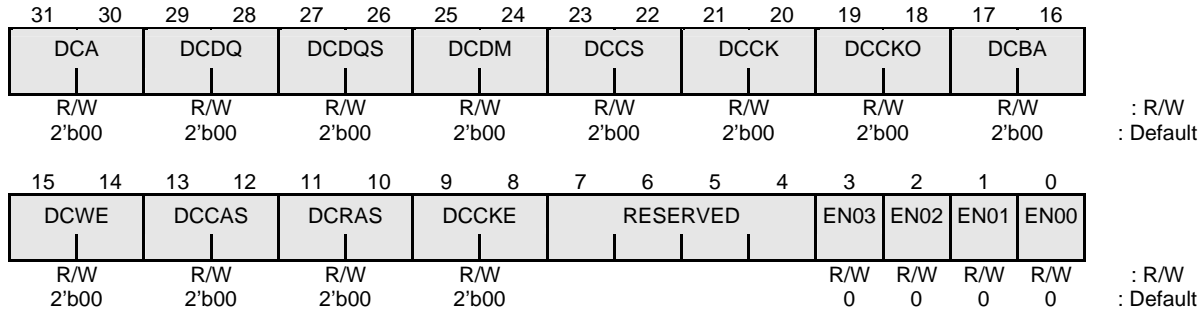 31 30 29 28 27 26 25 24 23 22 21 20 19 18 17 16
DCA DCDQ DCDQS DCDM DCCS DCCK DCCKO DCBA
R/W R/W R/W R/W R/W R/W R/W R/W : R/W
2'b00 2'b00 2'b00 2'b00 2'b00 2'b00 2'b00 2'b00 : Default
15 14 13 12 11 10 9 8 7 6 5 4 3 2 1 0
DCWE DCCAS DCRAS DCCKE RESERVED EN03 EN02 EN01 EN00
R/W R/W R/W R/W R/W R/W R/W R/W : R/W
2'b00 2'b00 2'b00 2'b00 0 0 0 0 : Default